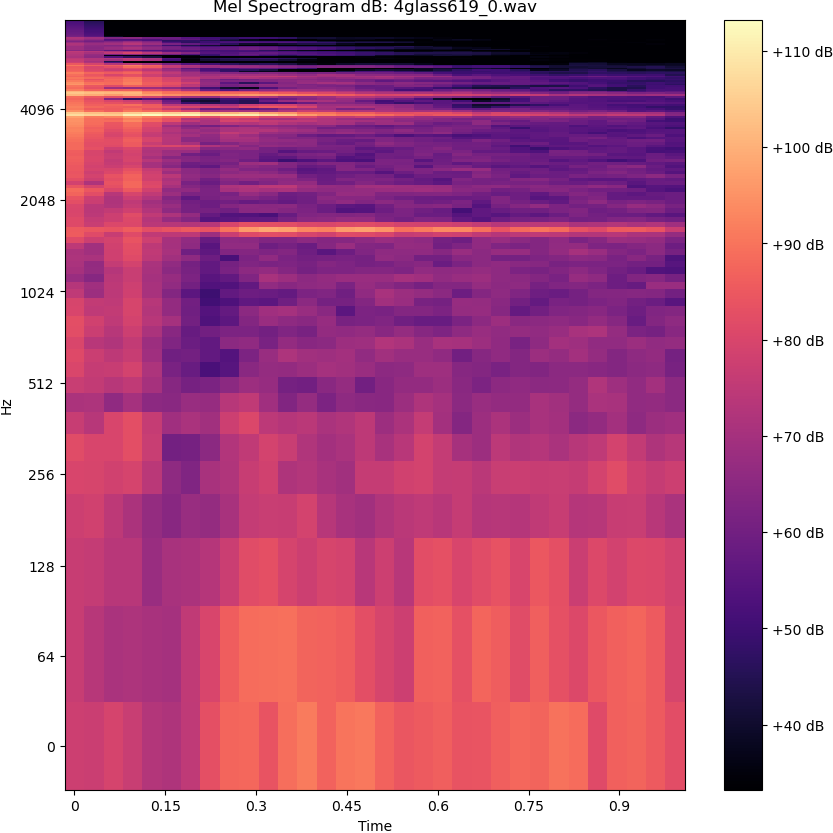 Mel Spectrogram dB: 4glass619_0.wav
+110 dB
+100 dB
+90 dB
+80 dB
+70 dB
+60 dB
+50 dB
+40 dB
4096
2048
1024
512
256
128
64
0
Hz
0 0.15 0.3 0.45 0.6 0.75 0.9
Time